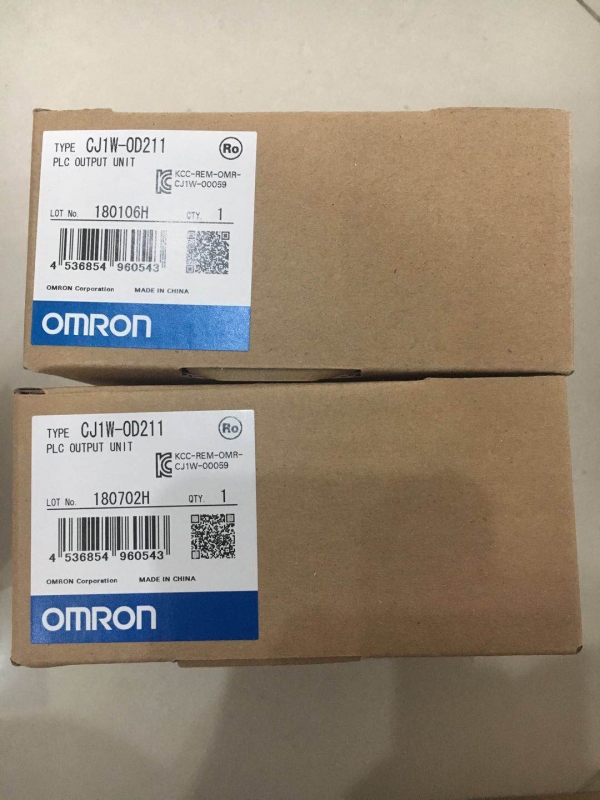 TYPE CJ1W-OD211
Ro
PLC OUTPUT UNIT
KCC-REM-OMR-
CJ1W-00059
LOT No. 180106H QTY. 1
4 536854 960543
OMRON Corporation MADE IN CHINA
OMRON
TYPE CJ1W-OD211
Ro
PLC OUTPUT UNIT
KCC-REM-OMR-
CJ1W-00059
LOT No. 180702H QTY. 1
4 536854 960543
OMRON Corporation MADE IN CHINA
OMRON